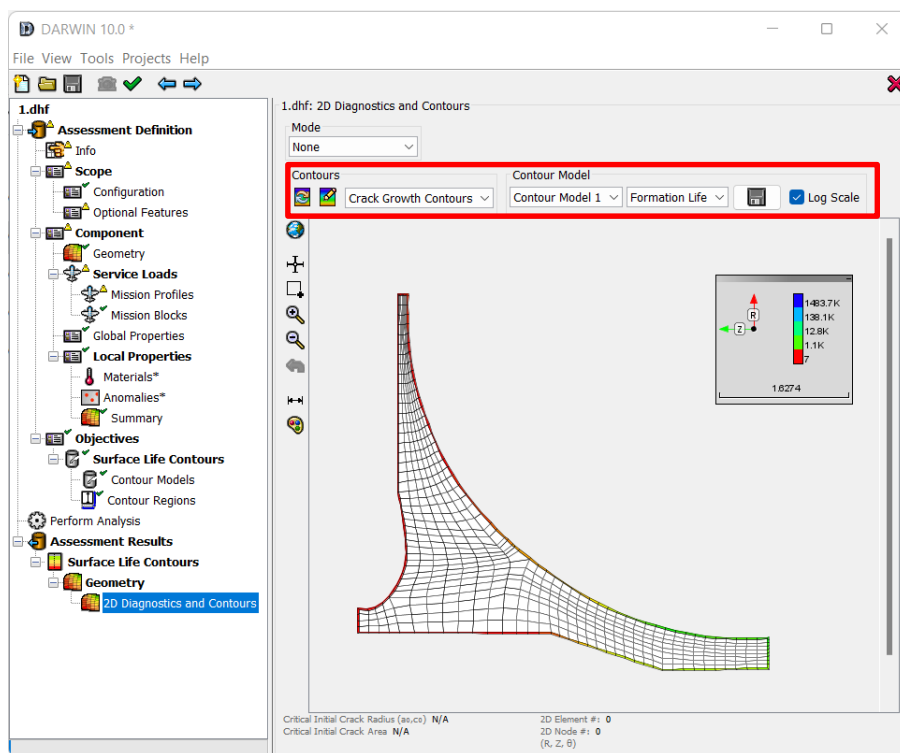 DARWIN 10.0 *
File View Tools Projects Help
1.dhf
Assessment Definition
Info
Scope
Configuration
Optional Features
Component
Geometry
Service Loads
Mission Profiles
Mission Blocks
Global Properties
Local Properties
Materials*
Anomalies*
Summary
Objectives
Surface Life Contours
Contour Models
Contour Regions
Perform Analysis
Assessment Results
Surface Life Contours
Geometry
2D Diagnostics and Contours
1.dhf: 2D Diagnostics and Contours
Mode
None
Contours Contour Model
Crack Growth Contours Contour Model 1 Formation Life Log Scale
R
Z
1483.7K
138.1K
12.8K
1.1K
7
1.6274
Critical Initial Crack Radius (ao,co) N/A 2D Element #: 0
Critical Initial Crack Area N/A 2D Node #: 0
(R, Z, θ)